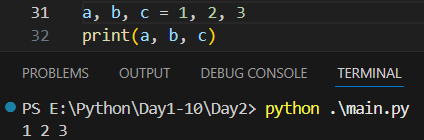 31 a, b, c = 1, 2, 3
32 print(a, b, c)
PROBLEMS OUTPUT DEBUG CONSOLE TERMINAL
PS E:\Python\Day1-10\Day2> python .\main.py
1 2 3